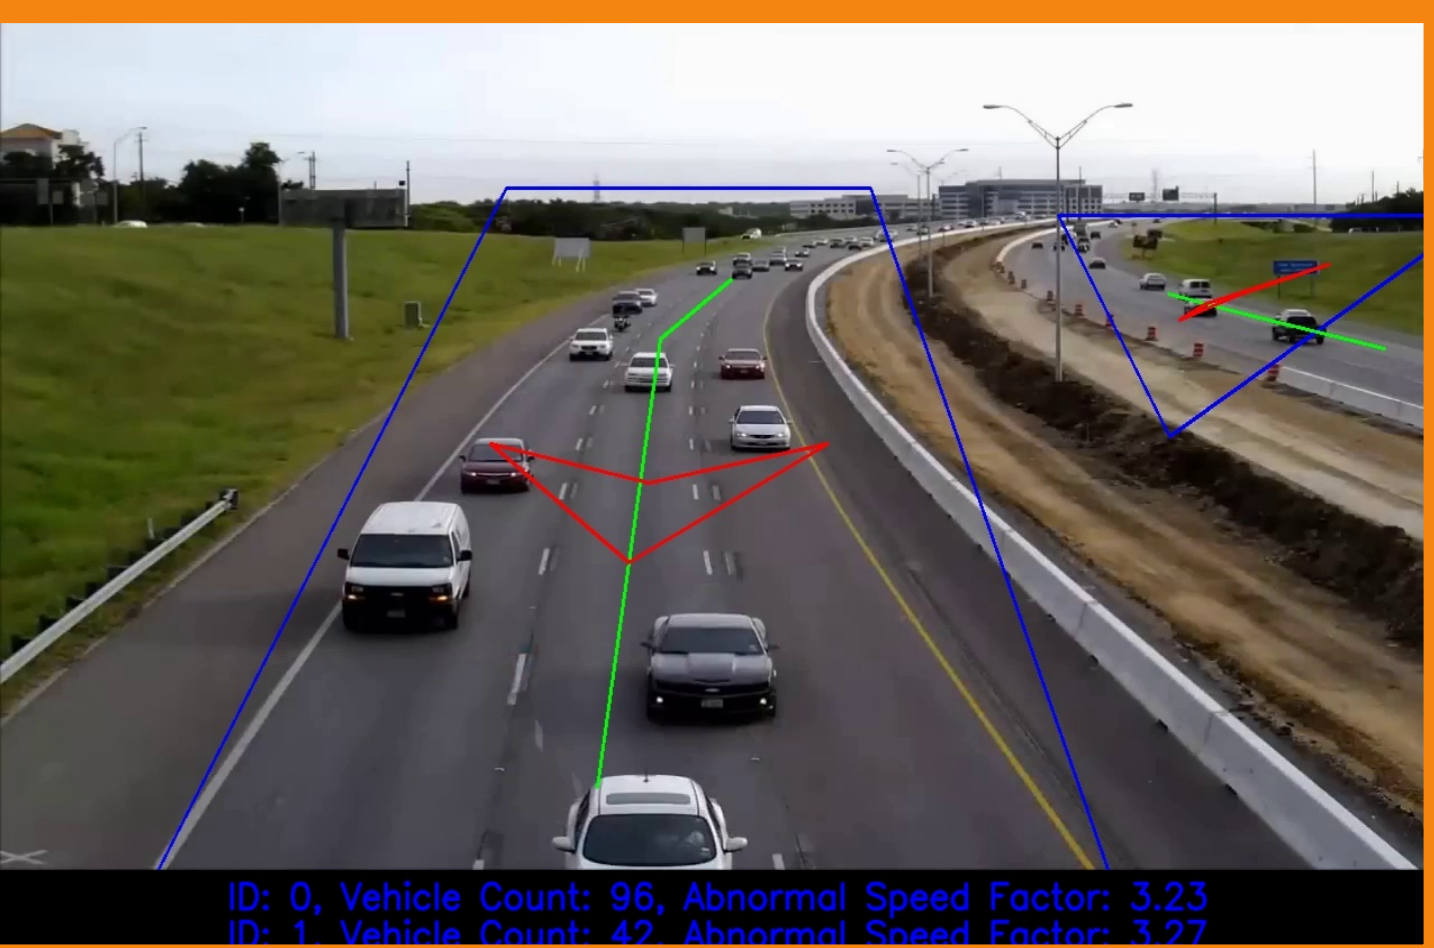 ID: 0, Vehicle Count: 96, Abnormal Speed Factor: 3.23
ID: 1, Vehicle Count: 42, Abnormal Speed Factor: 3.27